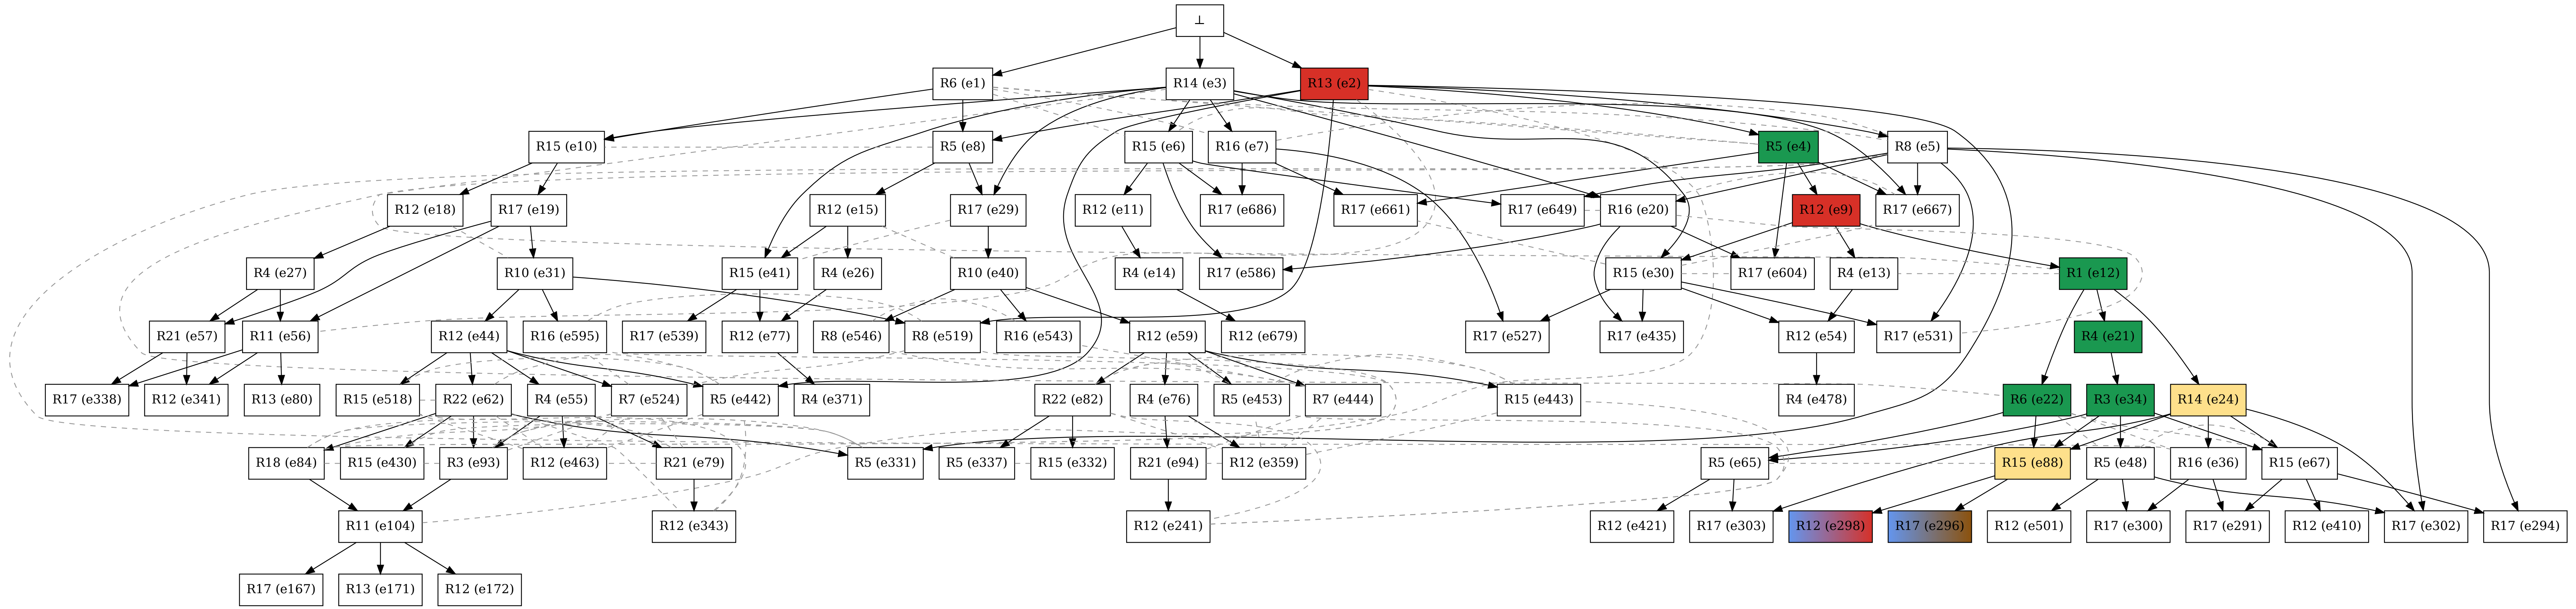 ⊥
R6 (e1) R14 (e3) R13 (e2)
R15 (e10) R5 (e8) R15 (e6) R16 (e7) R5 (e4) R8 (e5)
R12 (e18) R17 (e19) R12 (e15) R17 (e29) R12 (e11) R17 (e686) R17 (e661) R17 (e649) R16 (e20) R12 (e9) R17 (e667)
R4 (e27) R10 (e31) R15 (e41) R4 (e26) R10 (e40) R4 (e14) R17 (e586) R15 (e30) R17 (e604) R4 (e13) R1 (e12)
R21 (e57) R11 (e56) R12 (e44) R16 (e595) R17 (e539) R12 (e77) R8 (e546) R8 (e519) R16 (e543) R12 (e59) R12 (e679) R17 (e527) R17 (e435) R12 (e54) R17 (e531) R4 (e21)
R17 (e338) R12 (e341) R13 (e80) R15 (e518) R22 (e62) R4 (e55) R7 (e524) R5 (e442) R4 (e371) R22 (e82) R4 (e76) R5 (e453) R7 (e444) R15 (e443) R4 (e478) R6 (e22) R3 (e34) R14 (e24)
R18 (e84) R15 (e430) R3 (e93) R12 (e463) R21 (e79) R5 (e331) R5 (e337) R15 (e332) R21 (e94) R12 (e359) R5 (e65) R15 (e88) R5 (e48) R16 (e36) R15 (e67)
R11 (e104) R12 (e343) R12 (e241) R12 (e421) R17 (e303) R12 (e298) R17 (e296) R12 (e501) R17 (e300) R17 (e291) R12 (e410) R17 (e302) R17 (e294)
R17 (e167) R13 (e171) R12 (e172)